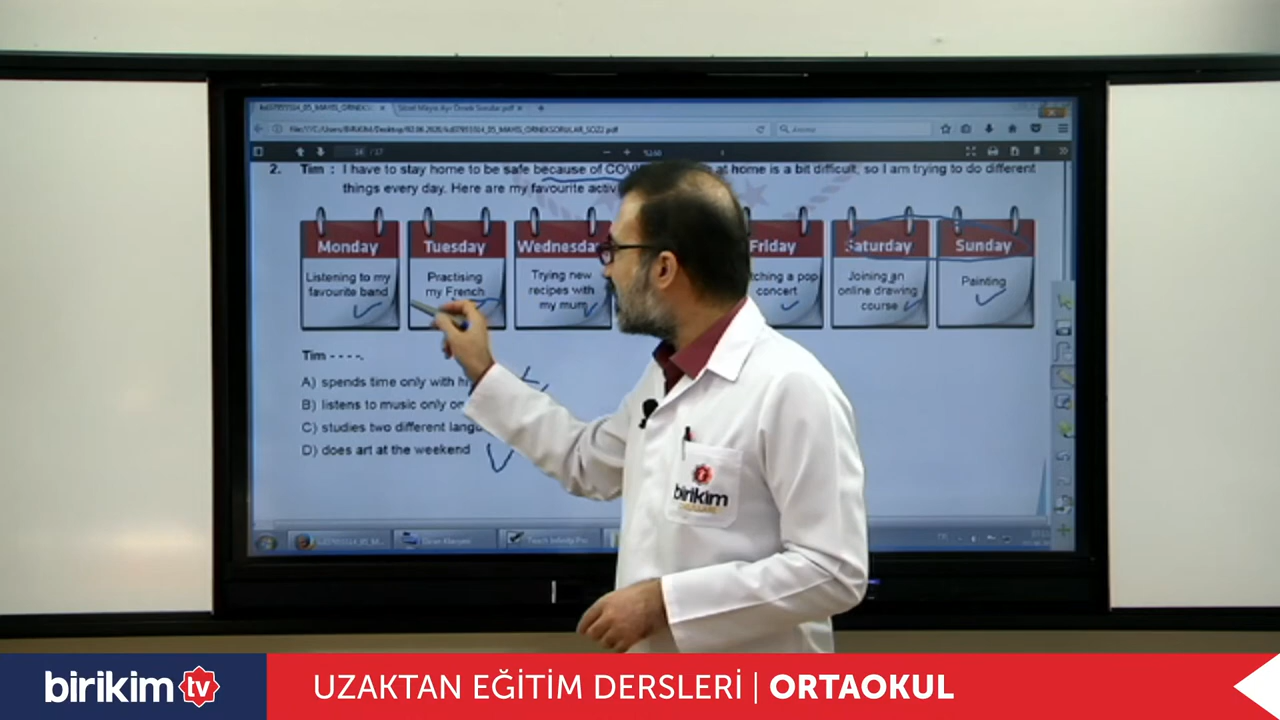 2. Tim : I have to stay home to be safe because of COVI at home is a bit difficult, so I am trying to do different
things every day. Here are my favourite activ
Monday
Listening to my
favourite band
Tuesday
Practising
my French
Wednesday
Trying new
recipes with
my mum
Friday
tching a pop
concert
Saturday
Joining an
online drawing
course
Sunday
Painting
Tim - - - -.
A) spends time only with
B) listens to music only on
C) studies two different langu
D) does art at the weekend
birikim
birikim tv
UZAKTAN EĞİTİM DERSLERİ | ORTAOKUL